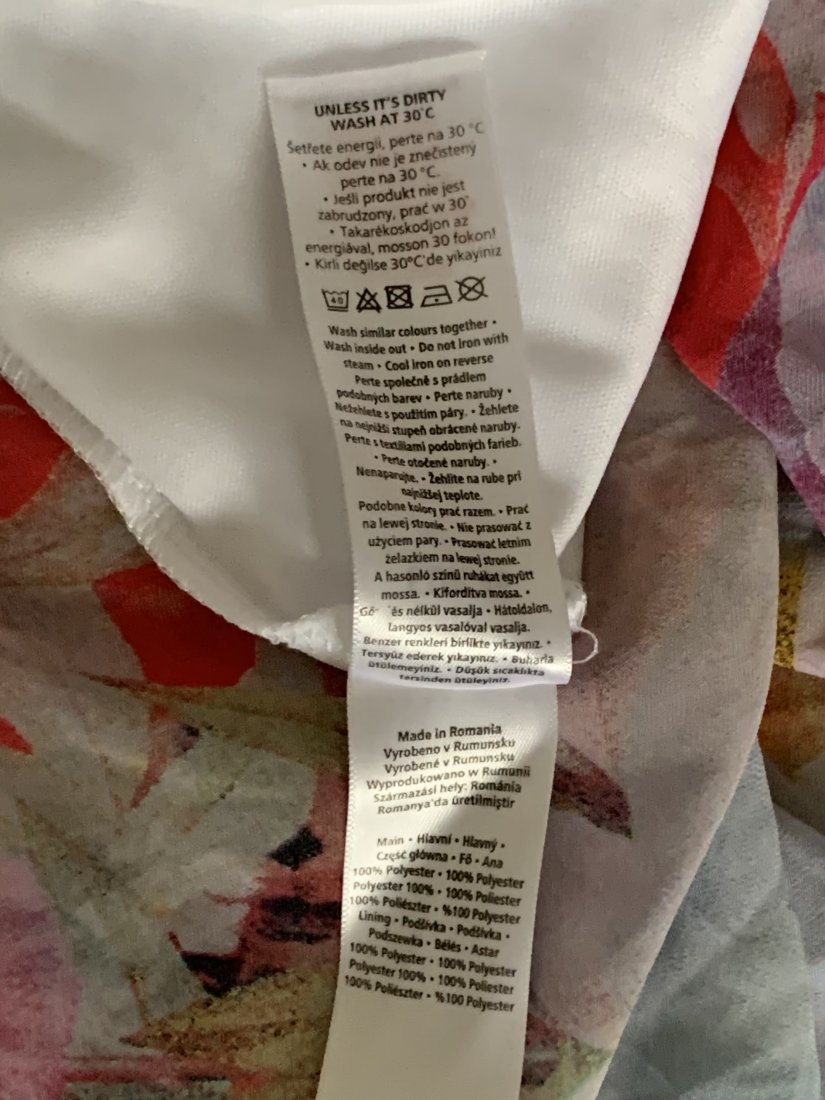 UNLESS IT'S DIRTY
WASH AT 30°C
Šetřete energii, perte na 30 °C
• Ak odev nie je znečistený
perte na 30 °C.
• Jeśli produkt nie jest
zabrudzony, prać w 30°
• Takarékoskodjon az
energiával, mosson 30 fokon!
• Kirli değilse 30°C'de yıkayınız
40
Wash similar colours together •
Wash inside out • Do not iron with
steam • Cool iron on reverse
Perte společně s prádlem
podobných barev • Perte naruby •
Nežehlete s použitím páry. • Žehlete
na nejnižší stupeň obrácené naruby.
Perte s textíliami podobných farieb.
• Perte otočené naruby. •
Nenaparujte. • Žehlite na rube pri
najnižšej teplote.
Podobne kolory prać razem. • Prać
na lewej stronie. • Nie prasować z
użyciem pary. • Prasować letnim
żelazkiem na lewej stronie.
A hasonló színű ruhákat együtt
mossa. • Kifordítva mossa. •
és nélkül vasalja • Hátoldalon,
langyos vasalóval vasalja.
Benzer renkleri birlikte yıkayınız. •
Tersyüz ederek yıkayınız. • Buharla
ütülemeyiniz. • Düşük sıcaklıkta
tersinden ütüleyiniz.
Made in Romania
Vyrobeno v Rumunsku
Vyrobené v Rumunsku
Wyprodukowano w Rumunii
Származási hely: Románia
Romanya'da üretilmiştir
Main • Hlavní • Hlavný •
Część główna • Fő • Ana
100% Polyester • 100% Polyester
Polyester 100% • 100% Poliester
100% Poliészter • %100 Polyester
Lining • Podšívka • Podšívka •
Podszewka • Bélés • Astar
100% Polyester • 100% Polyester
Polyester 100% • 100% Poliester
100% Poliészter • %100 Polyester